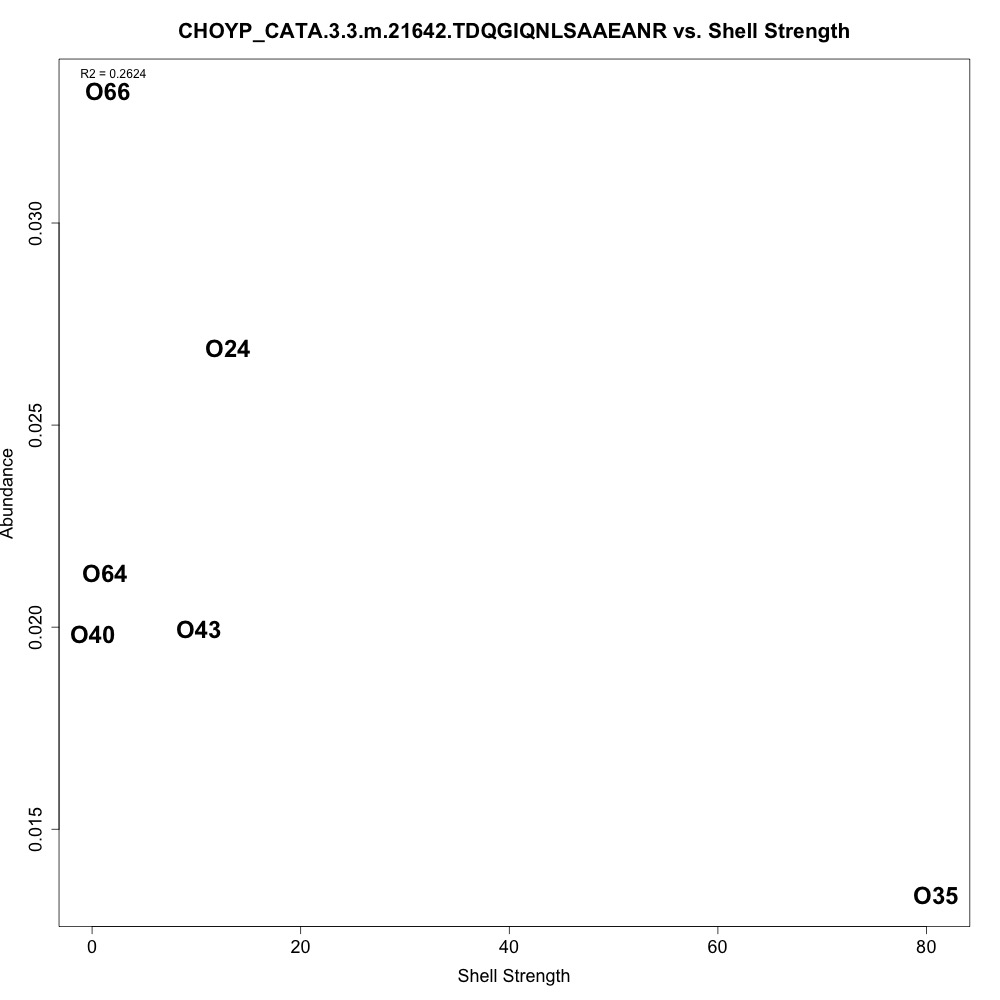 CHOYP_CATA.3.3.m.21642.TDQGIQNLSAAEANR vs. Shell Strength
R2 = 0.2624
O66
0.030
O24
0.025
Abundance
O64
0.020
O40
O43
0.015
O35
0
20
40
60
80
Shell Strength